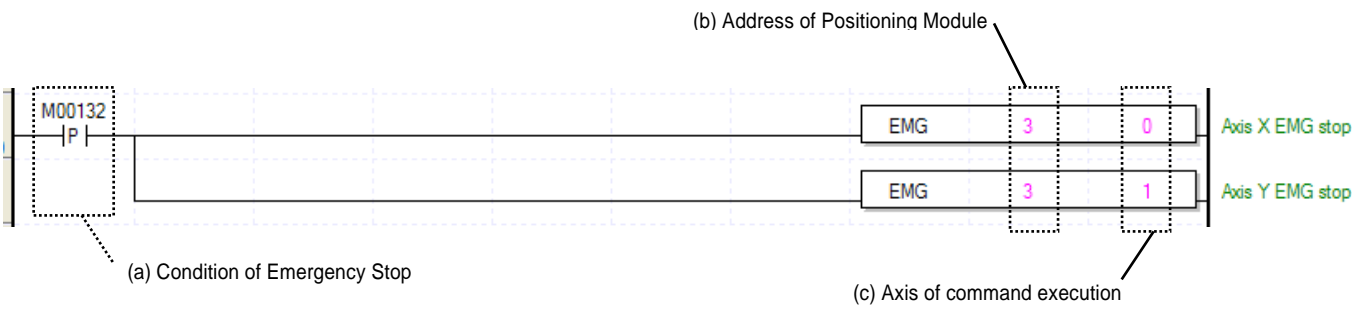 (b) Address of Positioning Module
M00132
P
EMG 3 0 Axis X EMG stop
EMG 3 1 Axis Y EMG stop
(a) Condition of Emergency Stop
(c) Axis of command execution